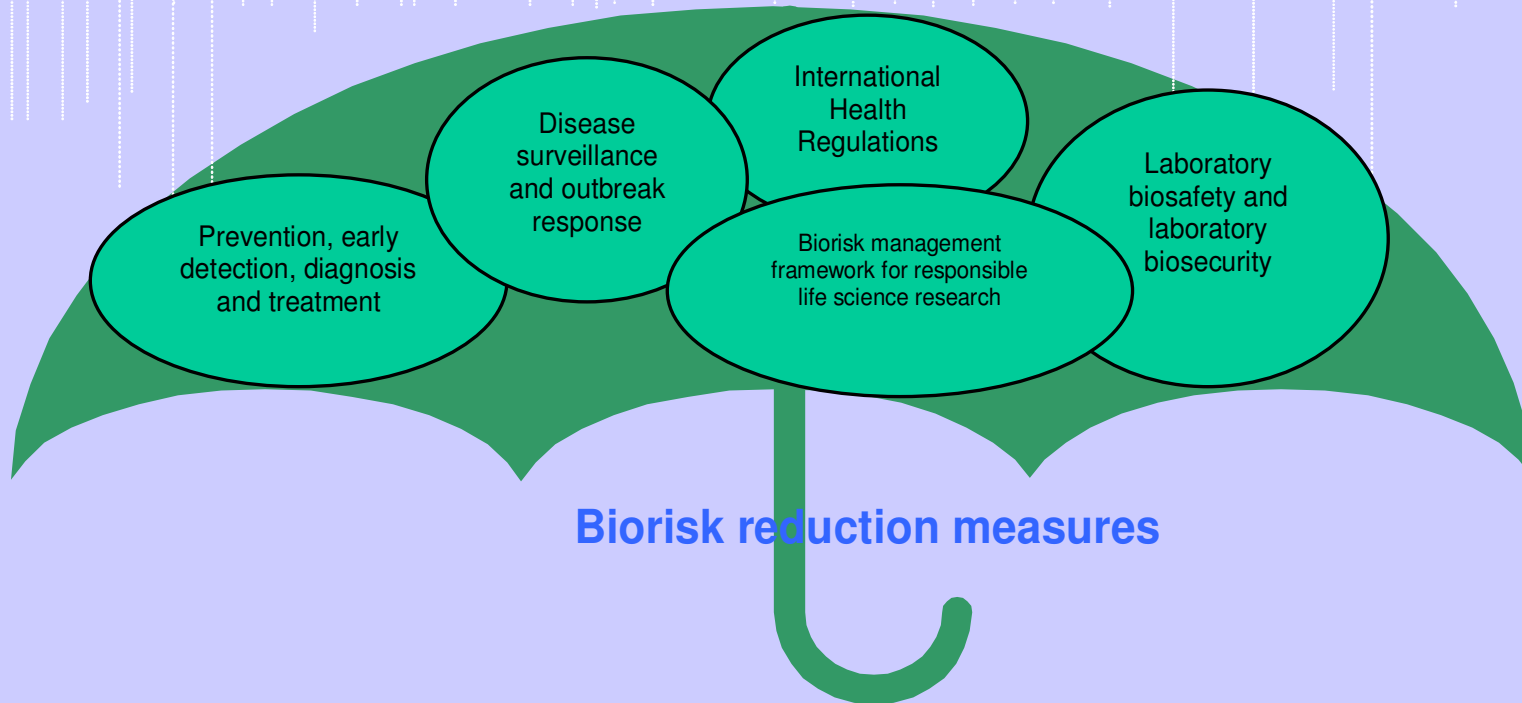 Prevention, early
detection, diagnosis
and treatment
Disease
surveillance
and outbreak
response
International
Health
Regulations
Biorisk management
framework for responsible
life science research
Laboratory
biosafety and
laboratory
biosecurity
Biorisk reduction measures